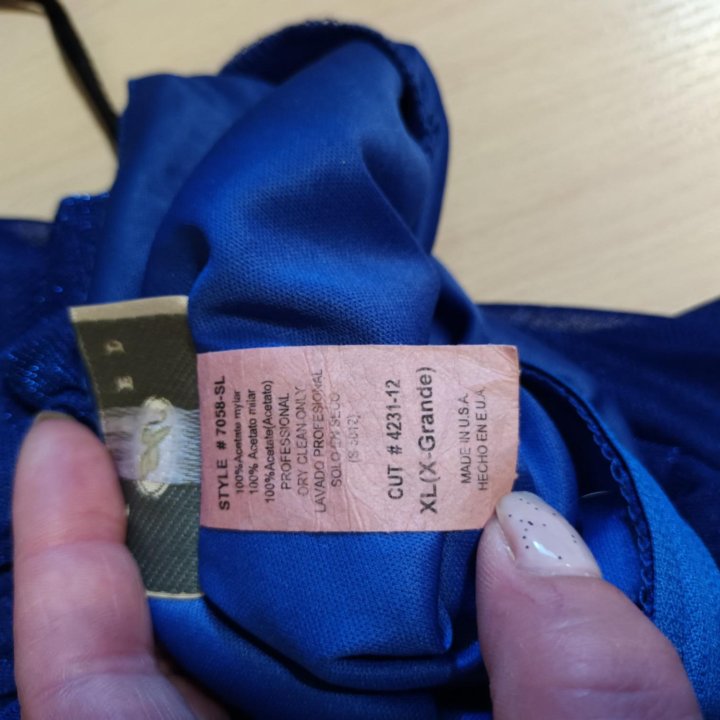 STYLE # 7058-SL
100%Acetate mylar
100% Acetato milar
100%Acetate(Acetato)
PROFESSIONAL
DRY CLEAN ONLY
LAVADO PROFESIONAL
SOLO EN SECO
CUT # 4231-12
XL(X-Grande)
MADE IN U.S.A.
HECHO EN E.U.A